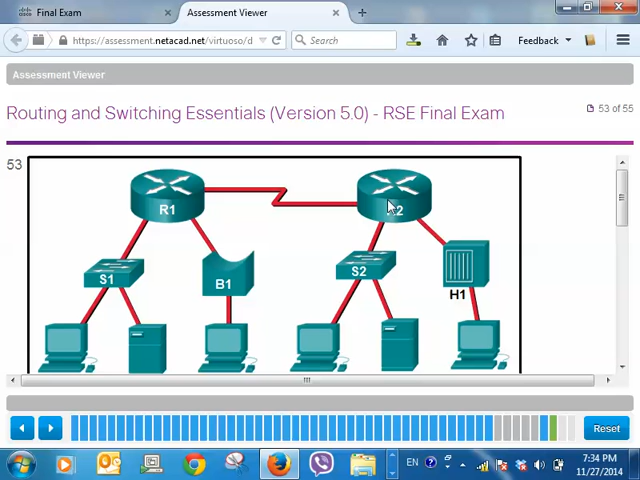 Final Exam
Assessment Viewer
https://assessment.netacad.net/virtuoso/d
Search
Feedback
Assessment Viewer
Routing and Switching Essentials (Version 5.0) - RSE Final Exam
53 of 55
53
R1
S1
B1
S2
H1
Reset
EN
7:34 PM
11/27/2014